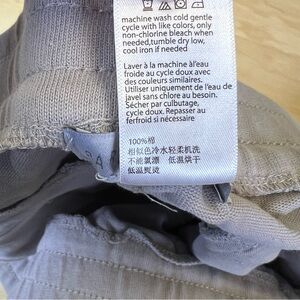 machine wash cold gentle
cycle with like colors, only
non-chlorine bleach when
needed,tumble dry low,
cool iron if needed
Laver à la machine à l'eau
froide au cycle doux avec des
couleurs similaires.
Utiliser uniquement de l'eau de
javel sans chlore au besoin.
Sécher par culbutage,
cycle doux. Repasser au
ferfroid si nécessaire
100%棉
相似色冷水轻柔机洗
不能氯漂 低温烘干
低温熨烫